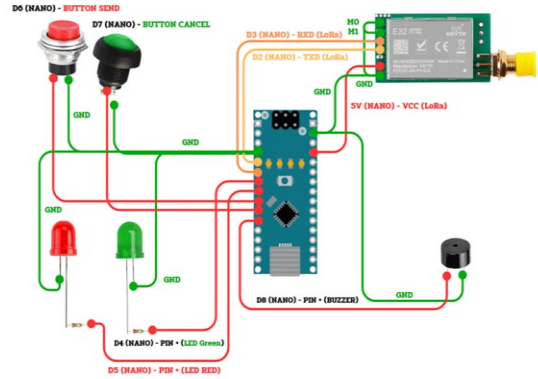 D6 (NANO) - BUTTON SEND
D7 (NANO) - BUTTON CANCEL
M0
M1
E32
D3 (NANO) - RXD (LoRa)
D2 (NANO) - TXD (LoRa)
GND
GND
5V (NANO) - VCC (LoRa)
GND
GND
GND
GND
GND
D8 (NANO) - PIN + (BUZZER)
D4 (NANO) - PIN + (LED Green)
D5 (NANO) - PIN + (LED RED)